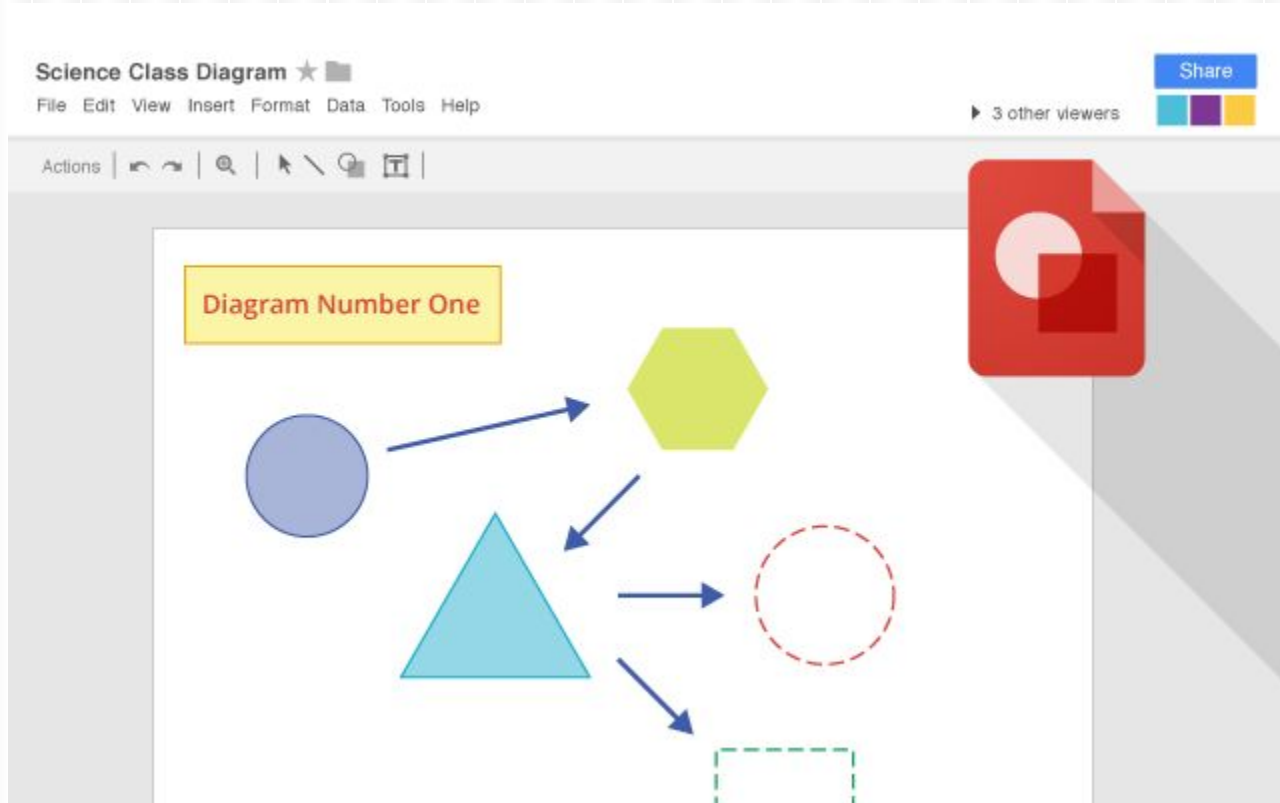 Science Class Diagram
Share
File Edit View Insert Format Data Tools Help
3 other viewers
Actions
T
Diagram Number One